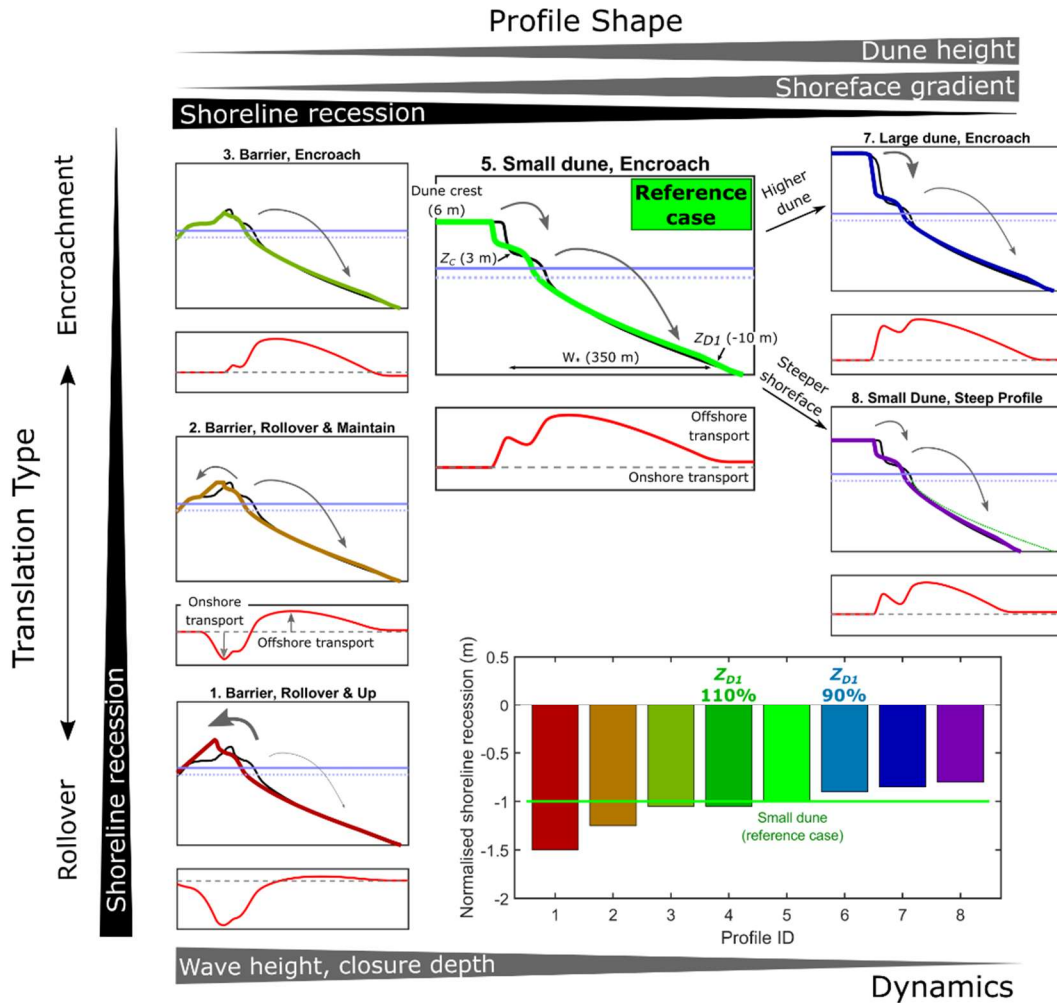 Profile Shape
Dune height
Shoreface gradient
Shoreline recession
Translation Type
Encroachment
Rollover
Shoreline recession
3. Barrier, Encroach
5. Small dune, Encroach
Reference
case
Dune crest
(6 m)
Z_C (3 m)
Z_D1 (-10 m)
W* (350 m)
Offshore
transport
Onshore transport
Higher
dune
Steeper
shoreface
7. Large dune, Encroach
8. Small Dune, Steep Profile
2. Barrier, Rollover & Maintain
Onshore
transport
Offshore transport
1. Barrier, Rollover & Up
Normalised shoreline recession (m)
0.5
0
-0.5
-1
-1.5
-2
Z_D1
110%
Z_D1
90%
Small dune
(reference case)
1 2 3 4 5 6 7 8
Profile ID
Wave height, closure depth
Dynamics